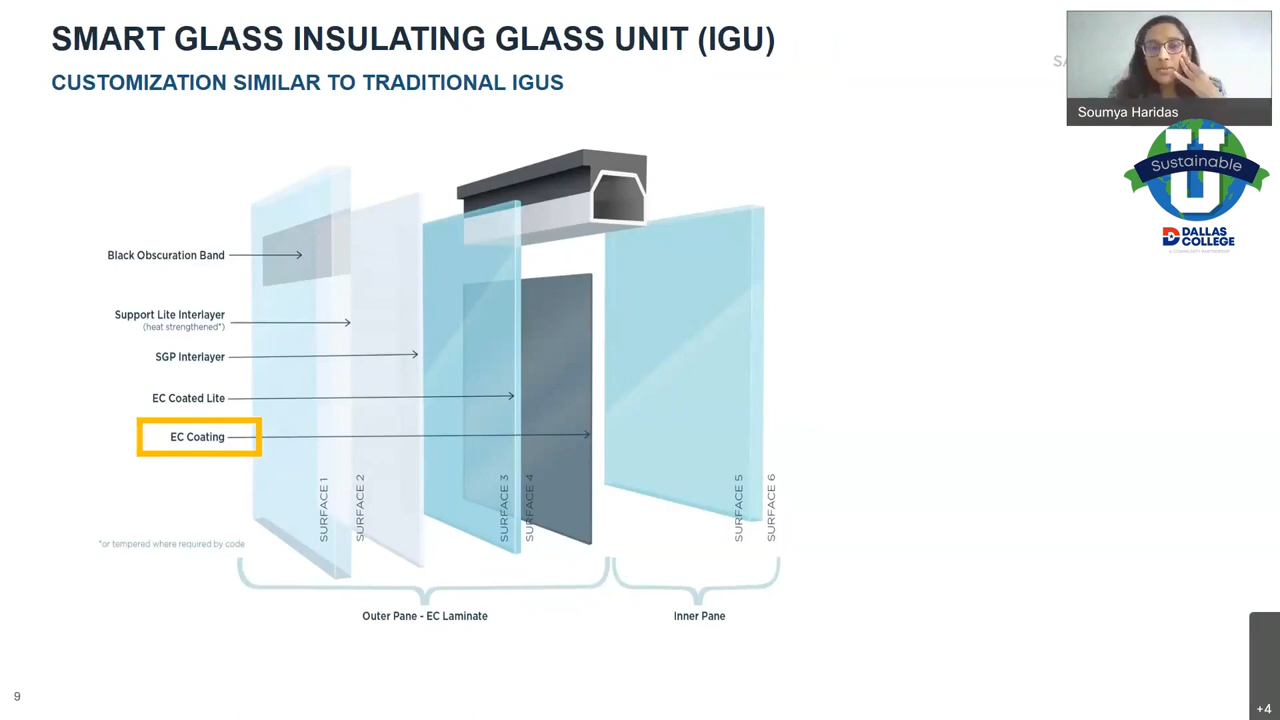 SMART GLASS INSULATING GLASS UNIT (IGU)
CUSTOMIZATION SIMILAR TO TRADITIONAL IGUS
Soumya Haridas
Sustainable
U
DALLAS
COLLEGE
Black Obscuration Band
Support Lite Interlayer
(heat strengthened*)
SGP Interlayer
EC Coated Lite
EC Coating
SURFACE 1
SURFACE 2
SURFACE 3
SURFACE 4
SURFACE 5
SURFACE 6
*or tempered where required by code
Outer Pane - EC Laminate
Inner Pane
9
+4